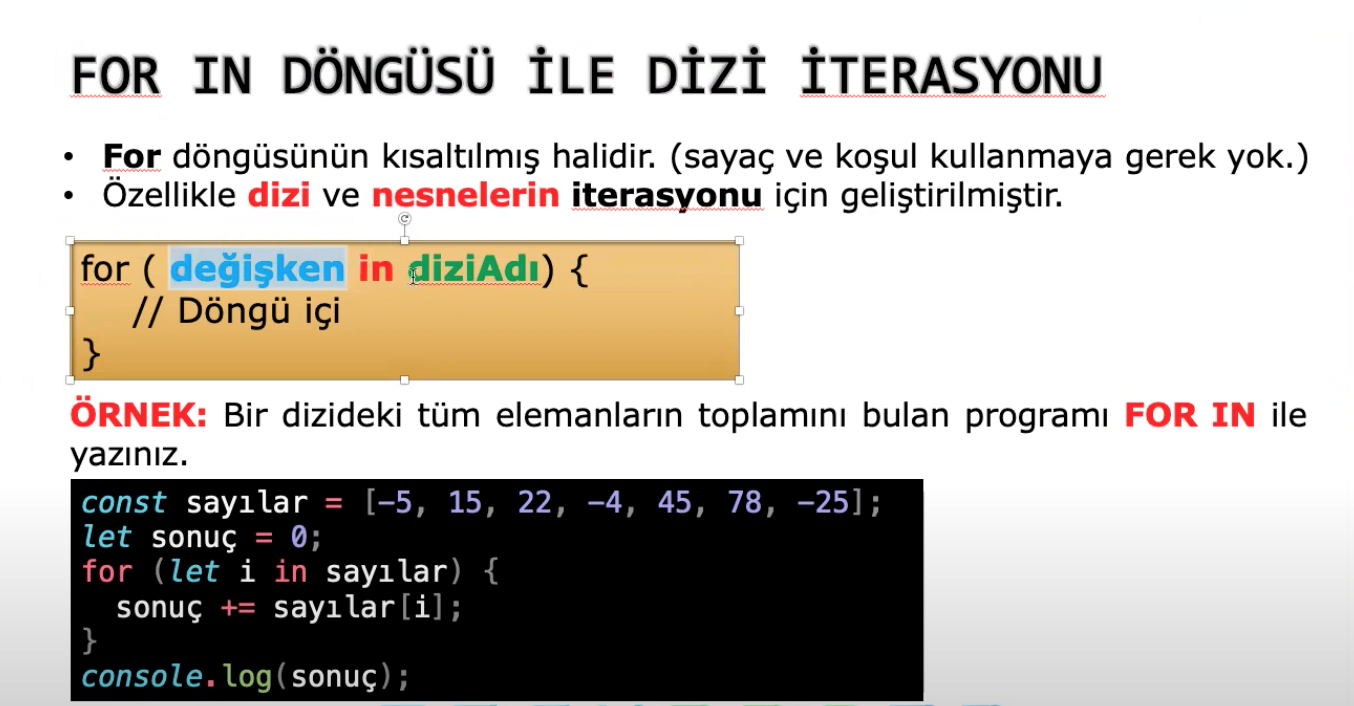 FOR IN DÖNGÜSÜ İLE DİZİ İTERASYONU
• For döngüsünün kısaltılmış halidir. (sayaç ve koşul kullanmaya gerek yok.)
• Özellikle dizi ve nesnelerin iterasyonu için geliştirilmiştir.
for ( değişken in diziAdı) {
// Döngü içi
}
ÖRNEK: Bir dizideki tüm elemanların toplamını bulan programı FOR IN ile
yazınız.
const sayılar = [-5, 15, 22, -4, 45, 78, -25];
let sonuç = 0;
for (let i in sayılar) {
sonuç += sayılar[i];
}
console.log(sonuç);